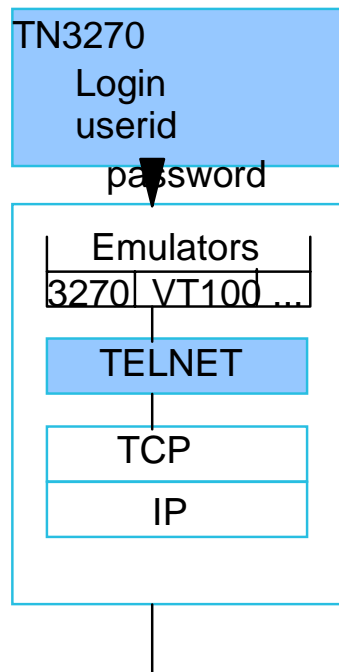 TN3270
Login
userid
password
Emulators
3270 VT100 ...
TELNET
TCP
IP